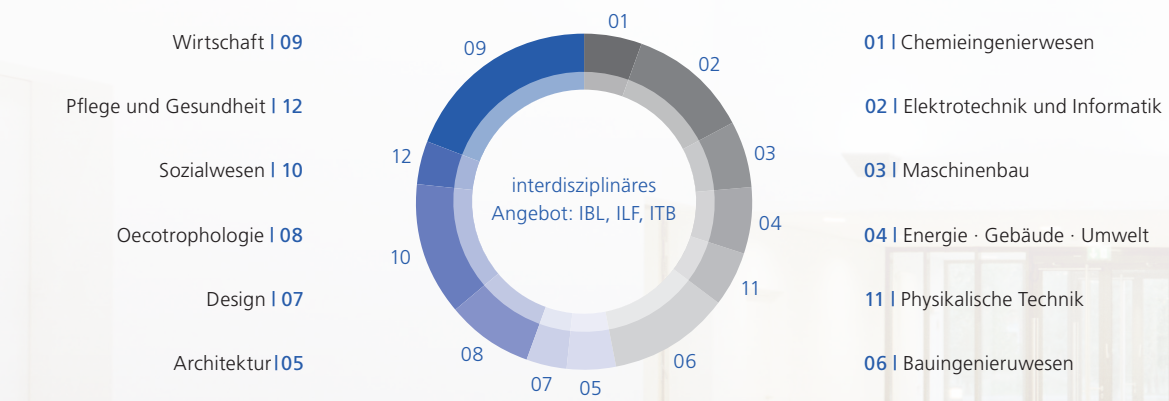 Wirtschaft | 09
Pflege und Gesundheit | 12
Sozialwesen | 10
Oecotrophologie | 08
Design | 07
Architektur|05
01
02
03
04
11
06
05
07
08
10
12
09
interdisziplinäres
Angebot: IBL, ILF, ITB
01 | Chemieingenierwesen
02 | Elektrotechnik und Informatik
03 | Maschinenbau
04 | Energie · Gebäude · Umwelt
11 | Physikalische Technik
06 | Bauingenieruwesen